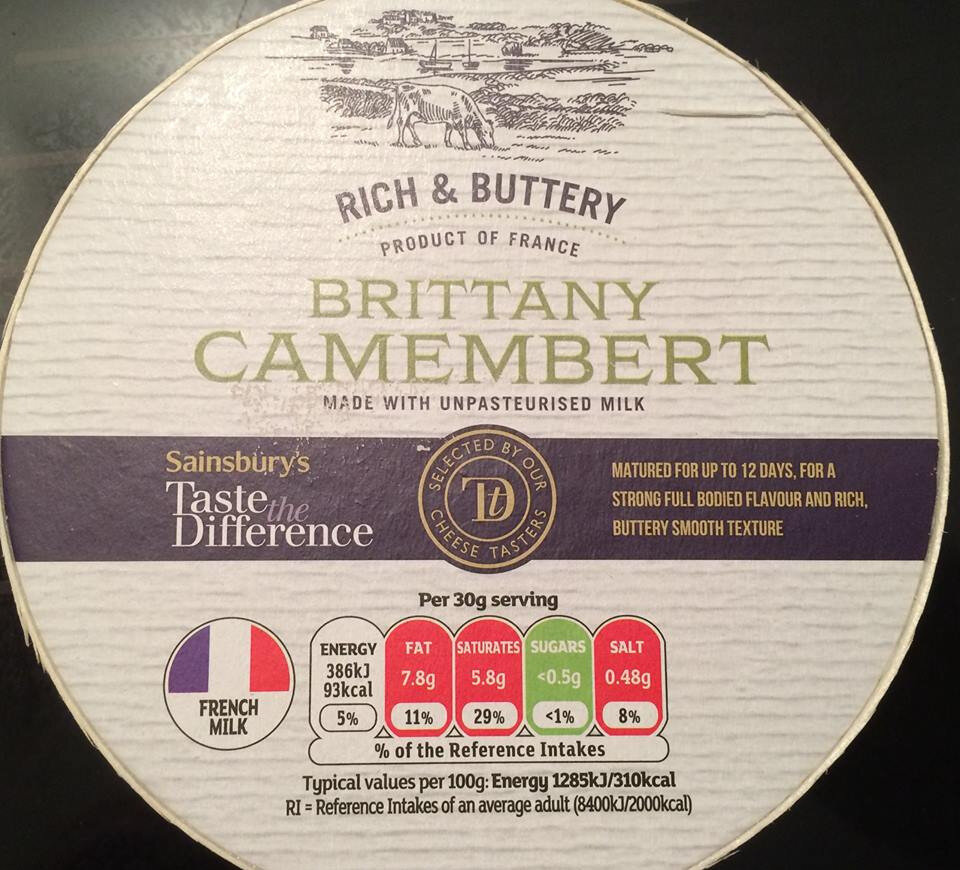 RICH & BUTTERY
PRODUCT OF FRANCE
BRITTANY
CAMEMBERT
MADE WITH UNPASTEURISED MILK
Sainsbury's
Taste the
Difference
SELECTED BY OUR
TtD
CHEESE TASTERS
MATURED FOR UP TO 12 DAYS, FOR A
STRONG FULL BODIED FLAVOUR AND RICH,
BUTTERY SMOOTH TEXTURE
Per 30g serving
FRENCH
MILK
ENERGY FAT SATURATES SUGARS SALT
386kJ
93kcal 7.8g 5.8g <0.5g 0.48g
5% 11% 29% <1% 8%
% of the Reference Intakes
Typical values per 100g: Energy 1285kJ/310kcal
RI = Reference Intakes of an average adult (8400kJ/2000kcal)